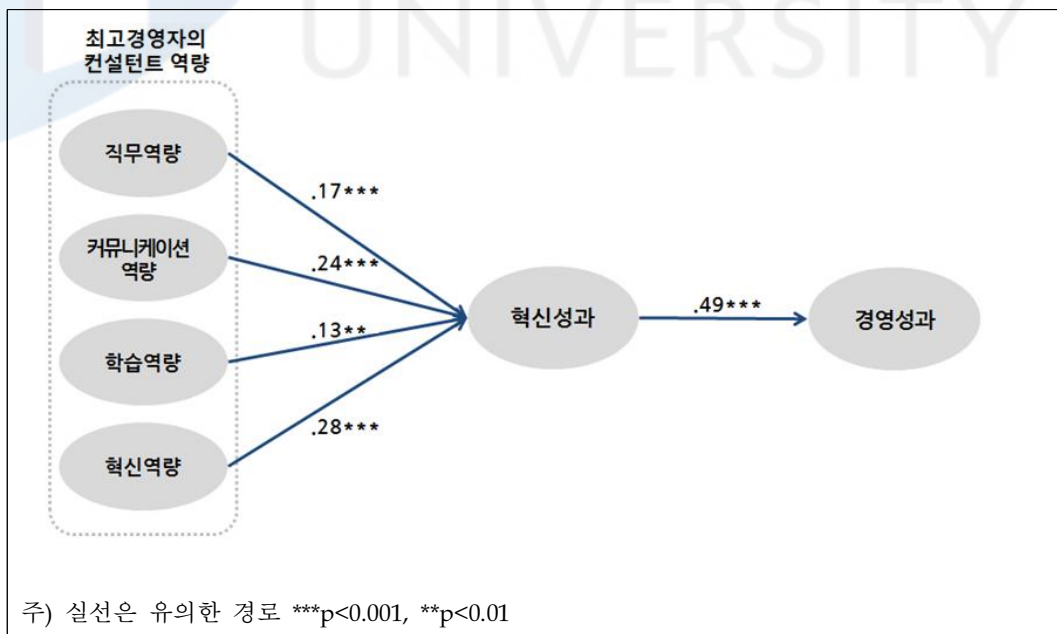 UNIVERSITY
최고경영자의
컨설턴트 역량
직무역량
.17***
커뮤니케이션
역량
.24***
혁신성과
.49***
경영성과
.13**
학습역량
.28***
혁신역량
주) 실선은 유의한 경로 ***p<0.001, **p<0.01